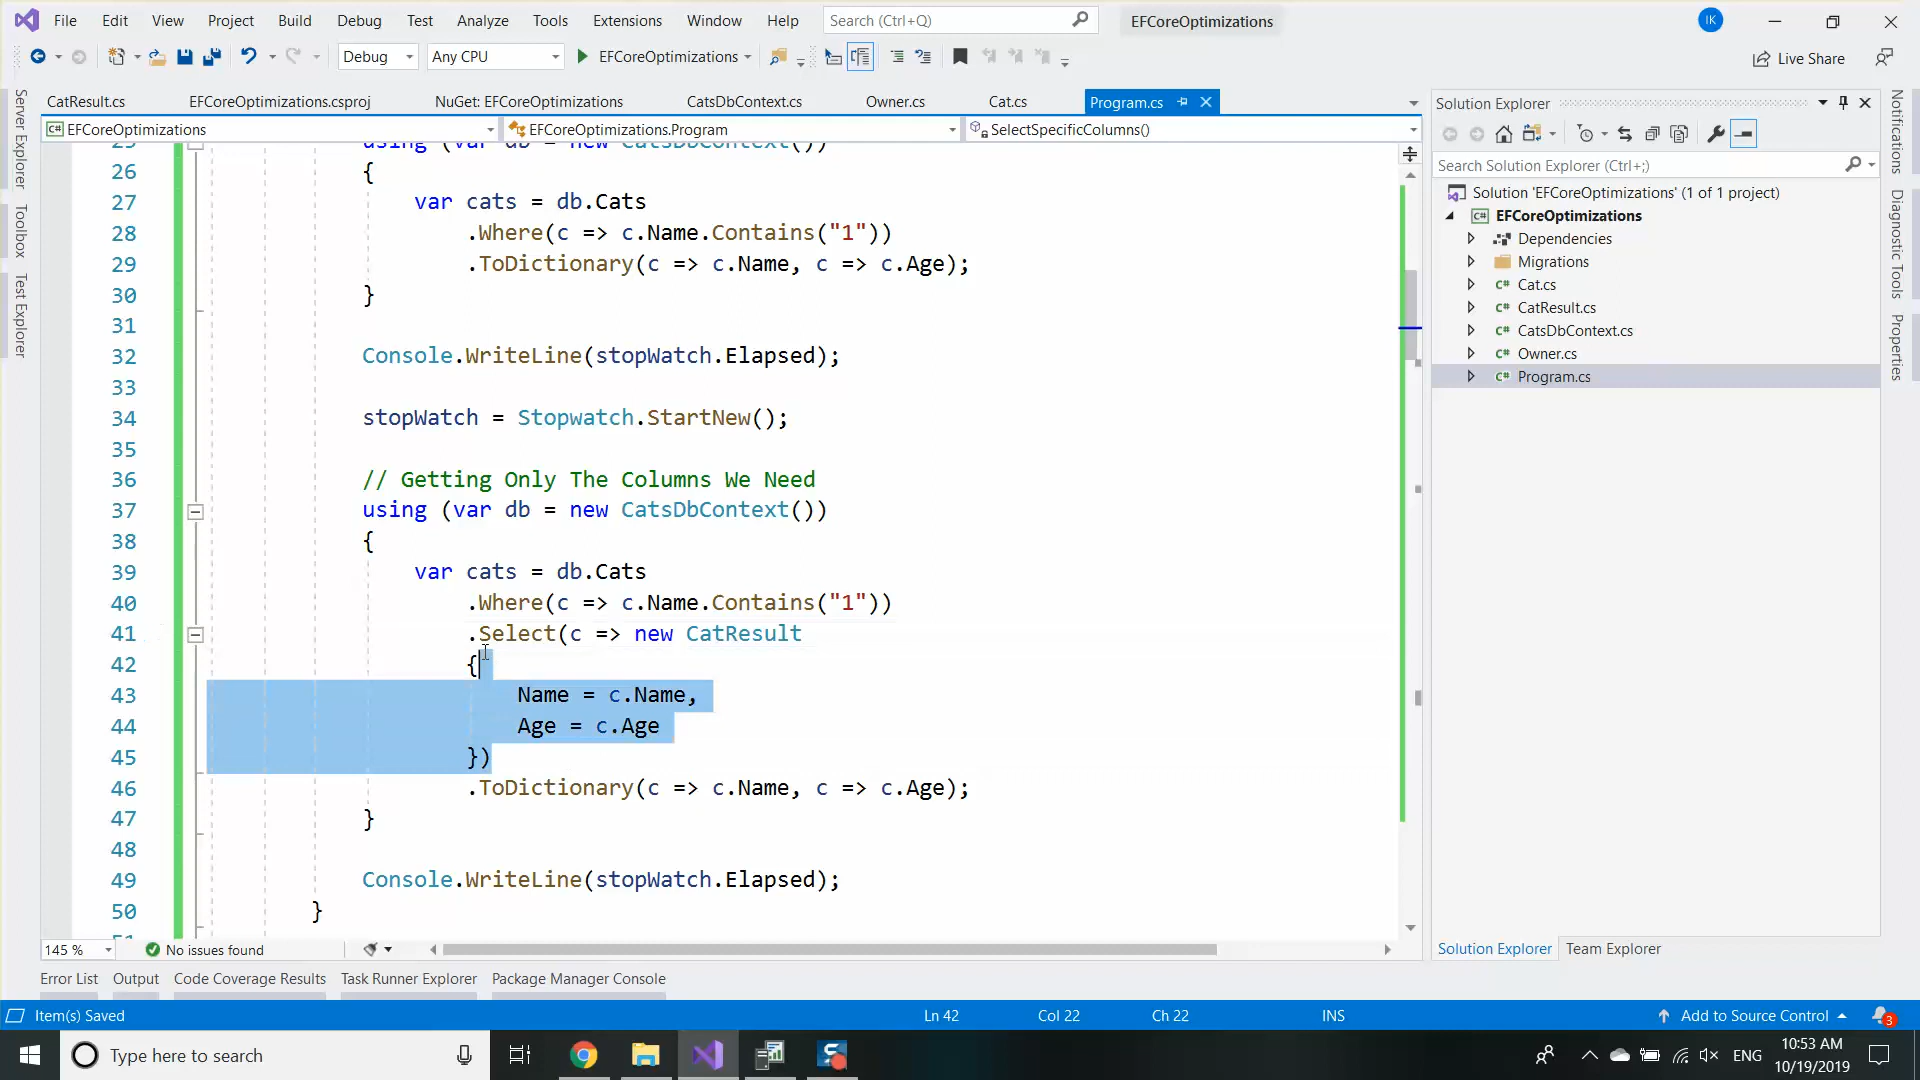 File Edit View Project Build Debug Test Analyze Tools Extensions Window Help Search (Ctrl+Q) EFCoreOptimizations IK
Debug Any CPU EFCoreOptimizations Live Share
CatResult.cs EFCoreOptimizations.csproj NuGet: EFCoreOptimizations CatsDbContext.cs Owner.cs Cat.cs Program.cs
C# EFCoreOptimizations EFCoreOptimizations.Program SelectSpecificColumns()
25 using (var db = new CatsDbContext())
26 {
27 var cats = db.Cats
28 .Where(c => c.Name.Contains("1"))
29 .ToDictionary(c => c.Name, c => c.Age);
30 }
31
32 Console.WriteLine(stopWatch.Elapsed);
33
34 stopWatch = Stopwatch.StartNew();
35
36 // Getting Only The Columns We Need
37 using (var db = new CatsDbContext())
38 {
39 var cats = db.Cats
40 .Where(c => c.Name.Contains("1"))
41 .Select(c => new CatResult
42 {
43 Name = c.Name,
44 Age = c.Age
45 })
46 .ToDictionary(c => c.Name, c => c.Age);
47 }
48
49 Console.WriteLine(stopWatch.Elapsed);
50 }
145 % No issues found
Error List Output Code Coverage Results Task Runner Explorer Package Manager Console
Server Explorer
Toolbox
Test Explorer
Solution Explorer
Search Solution Explorer (Ctrl+;)
Solution 'EFCoreOptimizations' (1 of 1 project)
C# EFCoreOptimizations
Dependencies
Migrations
C# Cat.cs
C# CatResult.cs
C# CatsDbContext.cs
C# Owner.cs
C# Program.cs
Solution Explorer Team Explorer
Notifications
Diagnostic Tools
Properties
Item(s) Saved Ln 42 Col 22 Ch 22 INS Add to Source Control 3
Type here to search ENG 10:53 AM
10/19/2019